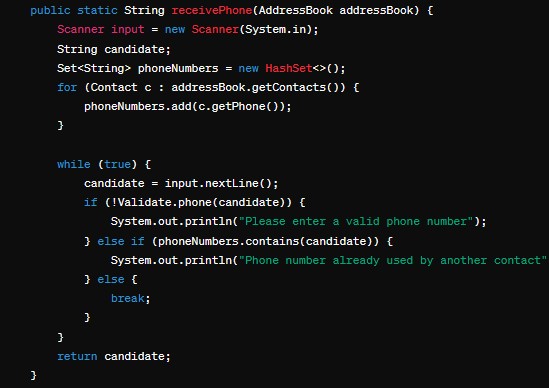 public static String receivePhone(AddressBook addressBook) {
Scanner input = new Scanner(System.in);
String candidate;
Set<String> phoneNumbers = new HashSet<>();
for (Contact c : addressBook.getContacts()) {
phoneNumbers.add(c.getPhone());
}
while (true) {
candidate = input.nextLine();
if (!Validate.phone(candidate)) {
System.out.println("Please enter a valid phone number");
} else if (phoneNumbers.contains(candidate)) {
System.out.println("Phone number already used by another contact"
} else {
break;
}
}
return candidate;
}